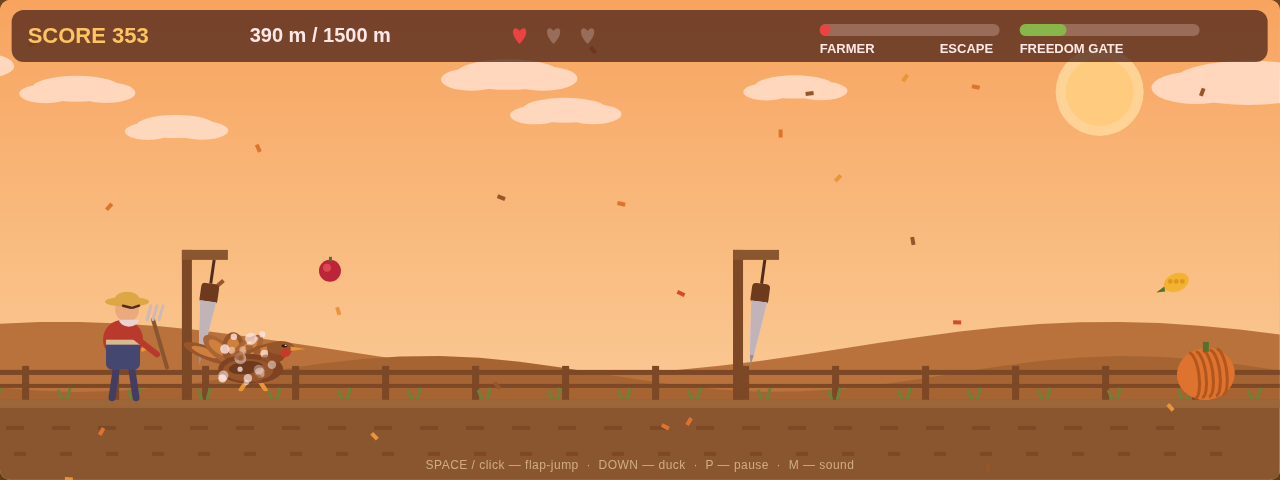 SCORE 353
390 m / 1500 m
FARMER
ESCAPE
FREEDOM GATE
SPACE / click — flap-jump · DOWN — duck · P — pause · M — sound